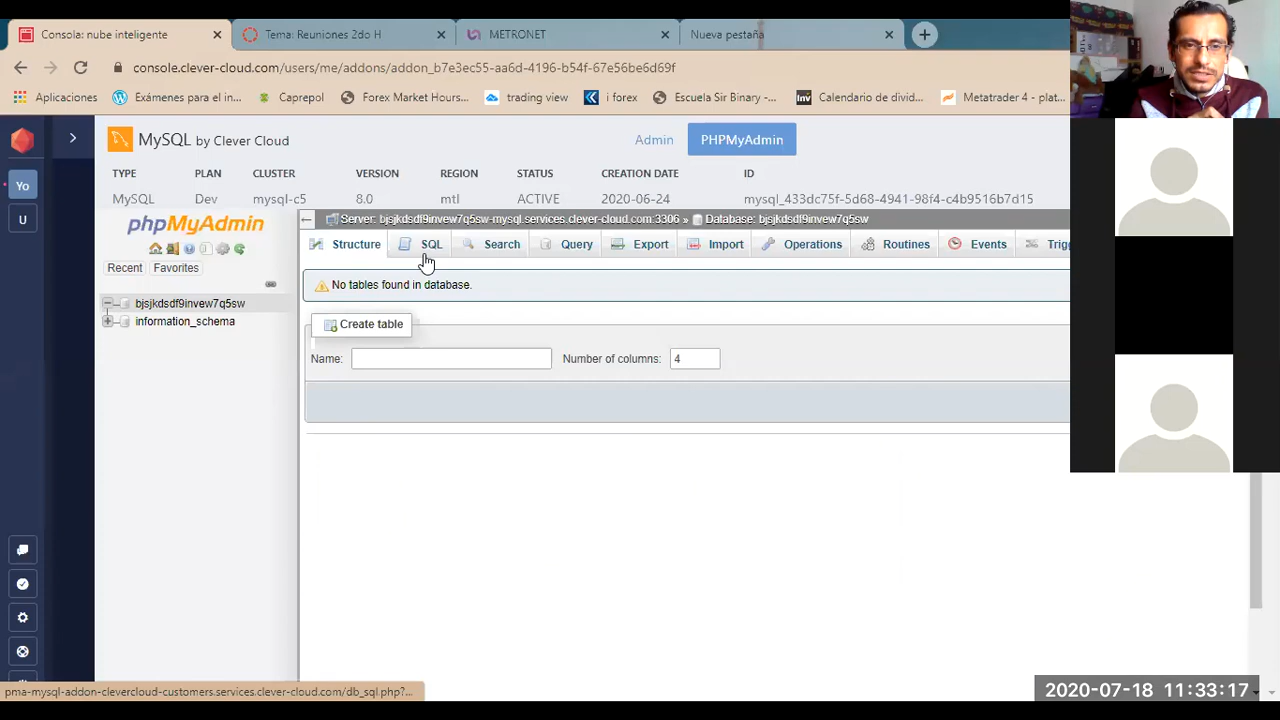 Consola: nube inteligente
Tema: Reuniones 2do H
METRONET
Nueva pestaña
console.clever-cloud.com/users/me/addons/addon_b7e3ec55-a36d-4196-b54f-67e56be6d69f
Aplicaciones
Exámenes para el in...
Caprepol
Forex Market Hours...
trading view
i forex
Escuela Sir Binary -...
Inv
Calendario de divid...
Metatrader 4 - plat...
MySQL by Clever Cloud
Admin
PHPMyAdmin
TYPE PLAN CLUSTER VERSION REGION STATUS CREATION DATE ID
MySQL Dev mysql-c5 8.0 mtl ACTIVE 2020-06-24 mysql_433dc75f-5d68-4941-98f4-c4b9516b7d15
Yo
U
phpMyAdmin
Recent
Favorites
bjsjkdsdf9invew7q5sw
information_schema
Server: bjsjkdsdf9invew7q5sw-mysql.services.clever-cloud.com:3306 » Database: bjsjkdsdf9invew7q5sw
Structure SQL Search Query Export Import Operations Routines Events Trig
No tables found in database.
Create table
Name:
Number of columns: 4
pma-mysql-addon-clevercloud-customers.services.clever-cloud.com/db_sql.php?...
2020-07-18 11:33:17